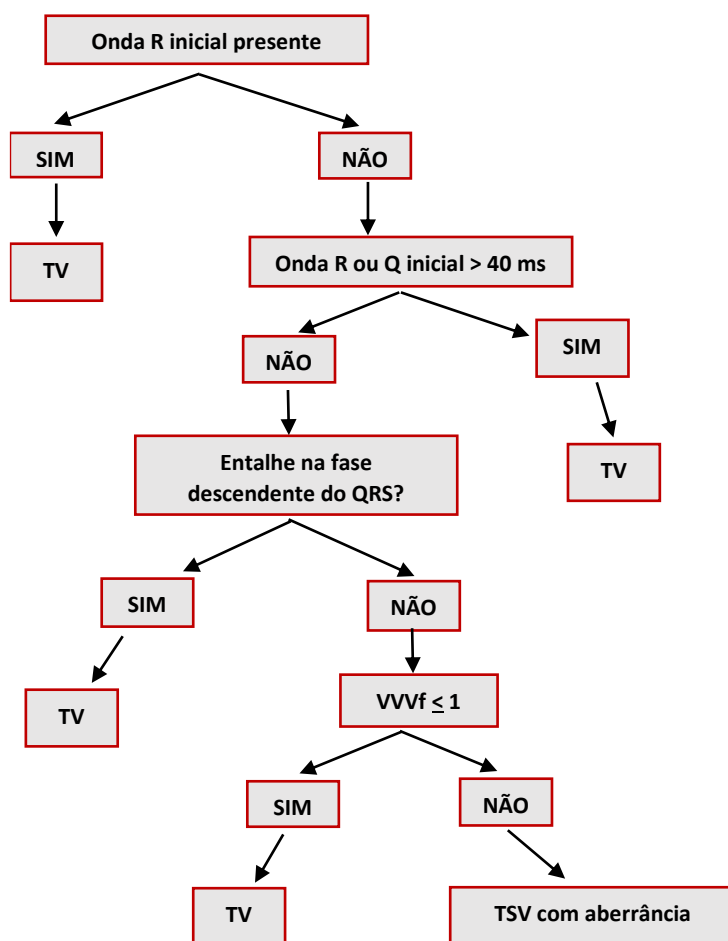 Onda R inicial presente
SIM
NÃO
TV
Onda R ou Q inicial > 40 ms
NÃO
SIM
Entalhe na fase
descendente do QRS?
TV
SIM
NÃO
TV
VVVf ≤ 1
SIM
NÃO
TV
TSV com aberrância